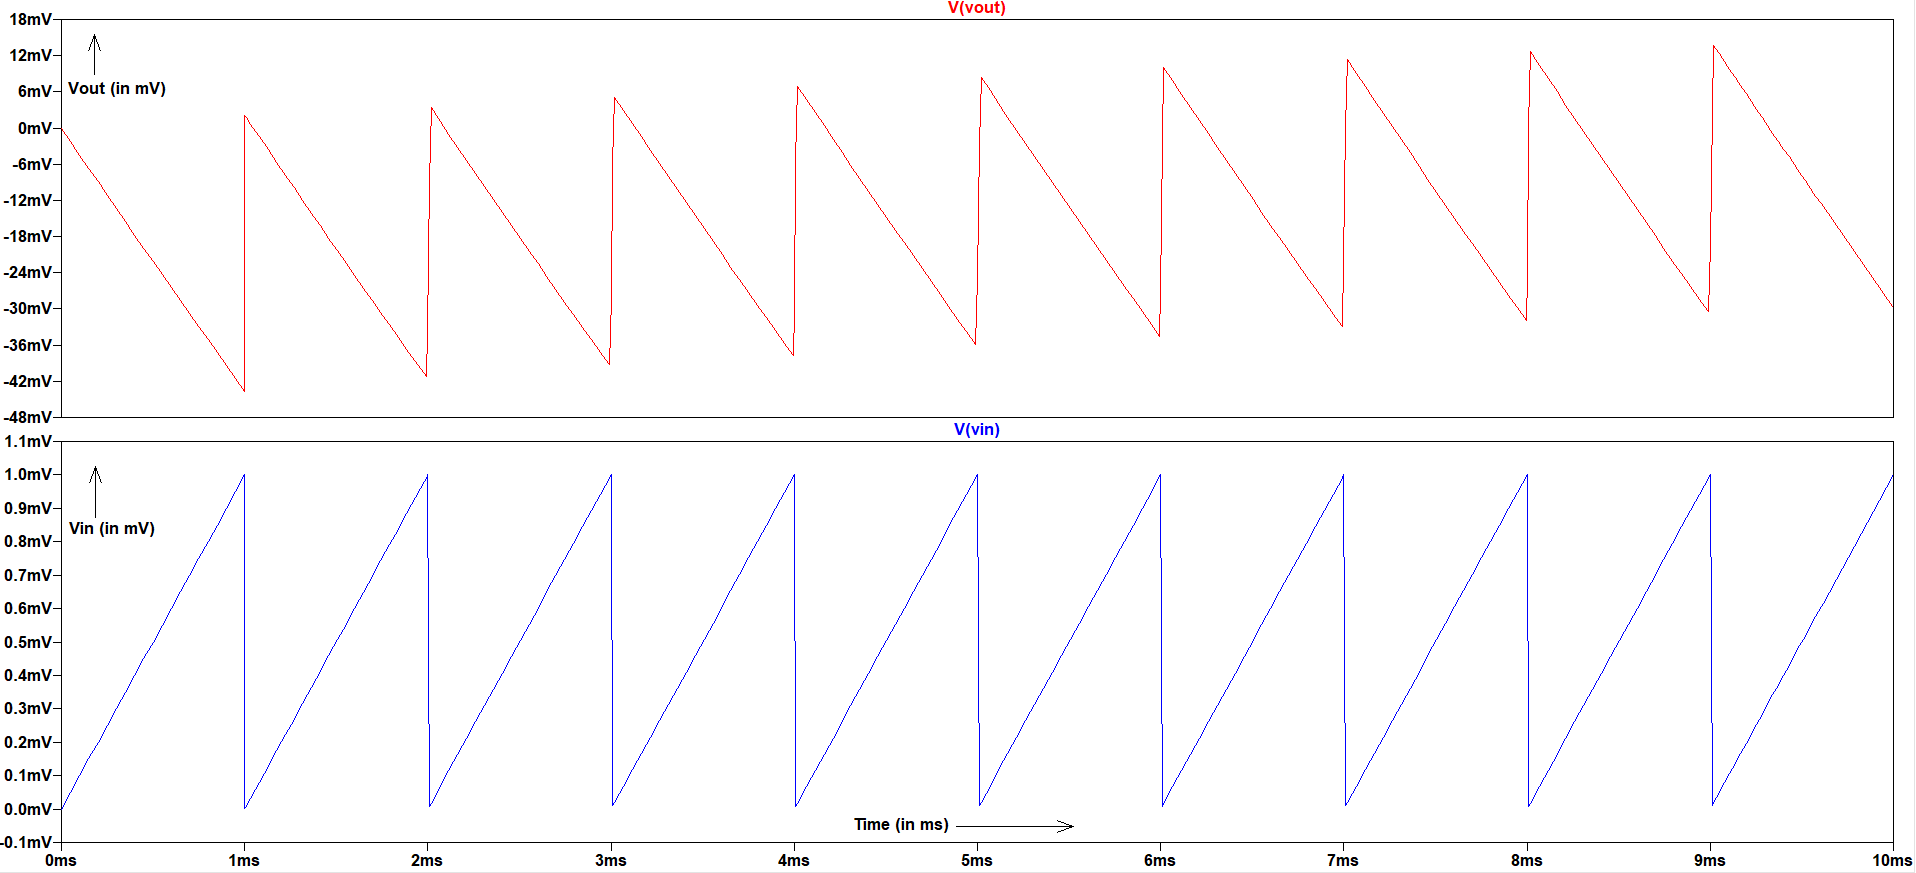 V(vout)
18mV
12mV
Vout (in mV)
6mV
0mV
-6mV
-12mV
-18mV
-24mV
-30mV
-36mV
-42mV
-48mV
V(vin)
1.1mV
1.0mV
0.9mV
Vin (in mV)
0.8mV
0.7mV
0.6mV
0.5mV
0.4mV
0.3mV
0.2mV
0.1mV
0.0mV
Time (in ms)
-0.1mV
0ms 1ms 2ms 3ms 4ms 5ms 6ms 7ms 8ms 9ms 10ms